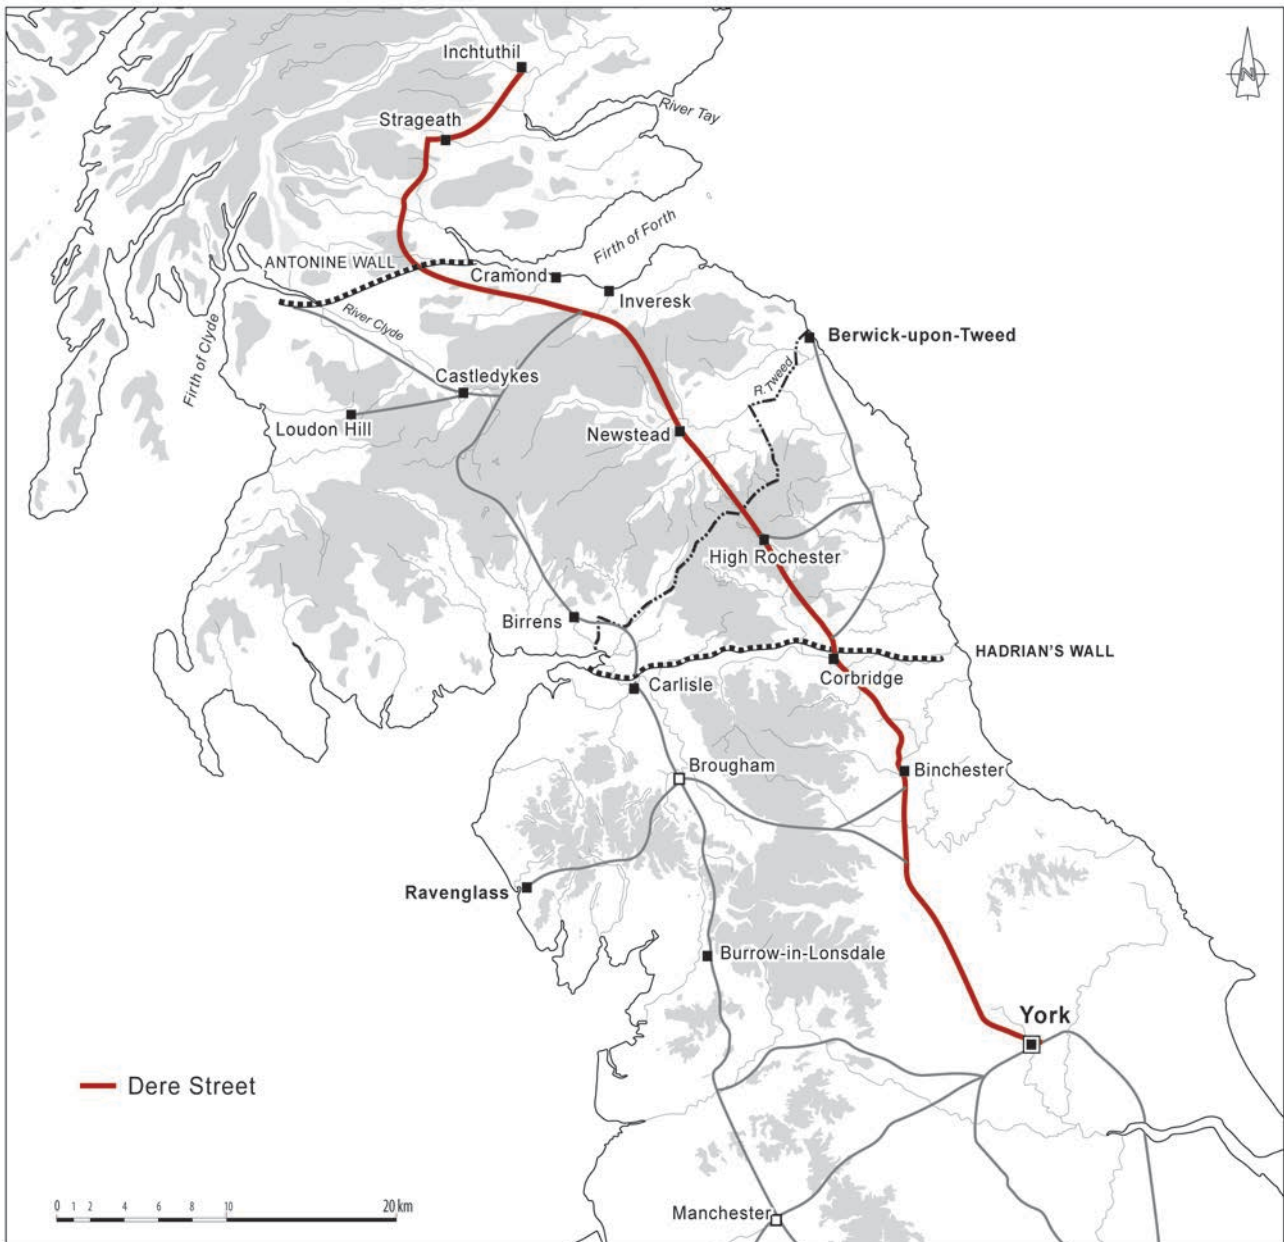 Inchtuthil
N
River Tay
Strageath
Firth of Forth
ANTONINE WALL
Cramond
Inveresk
River Clyde
Firth of Clyde
Berwick-upon-Tweed
R.Tweed
Castledykes
Loudon Hill
Newstead
High Rochester
Birrens
HADRIAN'S WALL
Corbridge
Carlisle
Brougham
Binchester
Ravenglass
Burrow-in-Lonsdale
York
Dere Street
0 1 2 4 6 8 10 20 km
Manchester